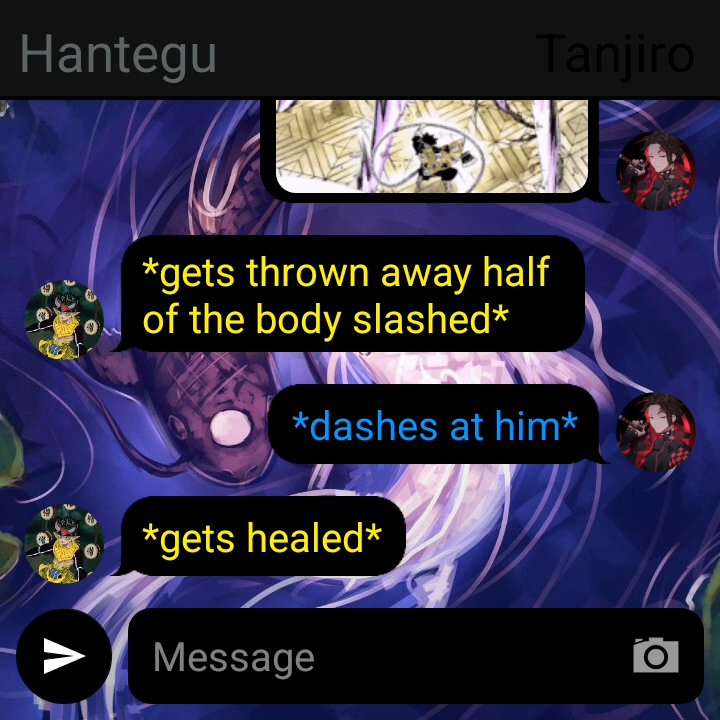 Hantegu
Tanjiro
*gets thrown away half
of the body slashed*
*dashes at him*
*gets healed*
Message